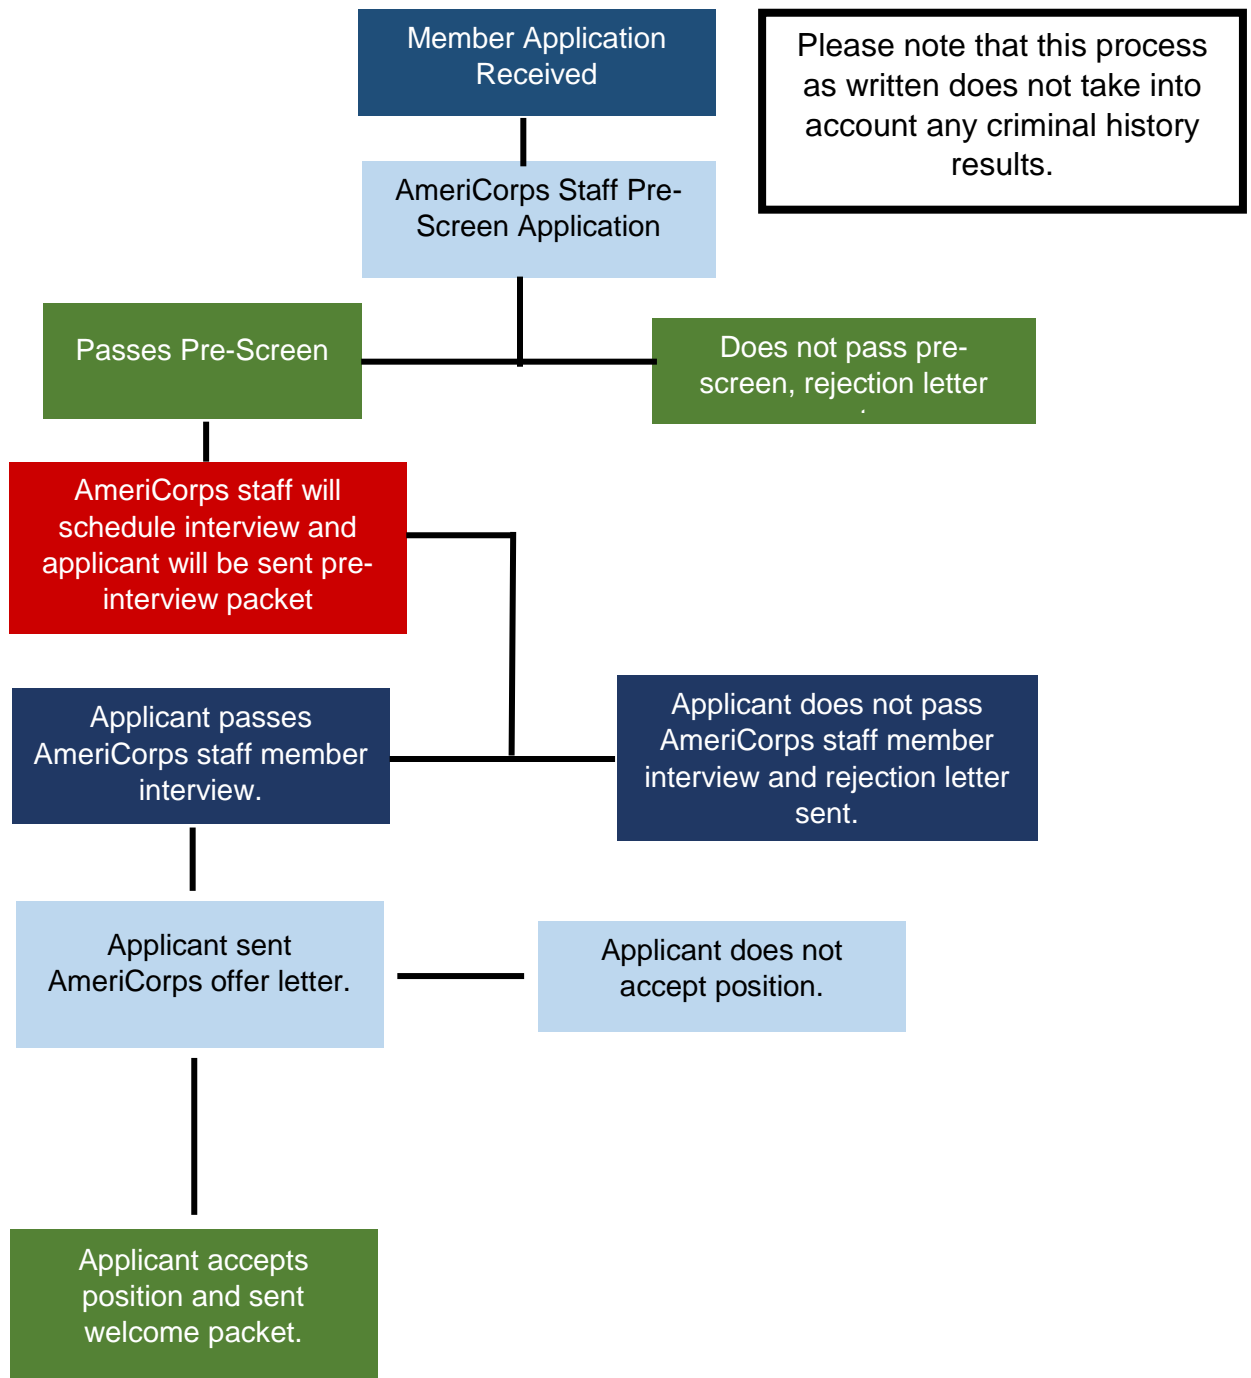 Member Application
Received
Please note that this process
as written does not take into
account any criminal history
results.
AmeriCorps Staff Pre-
Screen Application
Passes Pre-Screen
Does not pass pre-
screen, rejection letter
AmeriCorps staff will
schedule interview and
applicant will be sent pre-
interview packet
Applicant passes
AmeriCorps staff member
interview.
Applicant does not pass
AmeriCorps staff member
interview and rejection letter
sent.
Applicant sent
AmeriCorps offer letter.
Applicant does not
accept position.
Applicant accepts
position and sent
welcome packet.